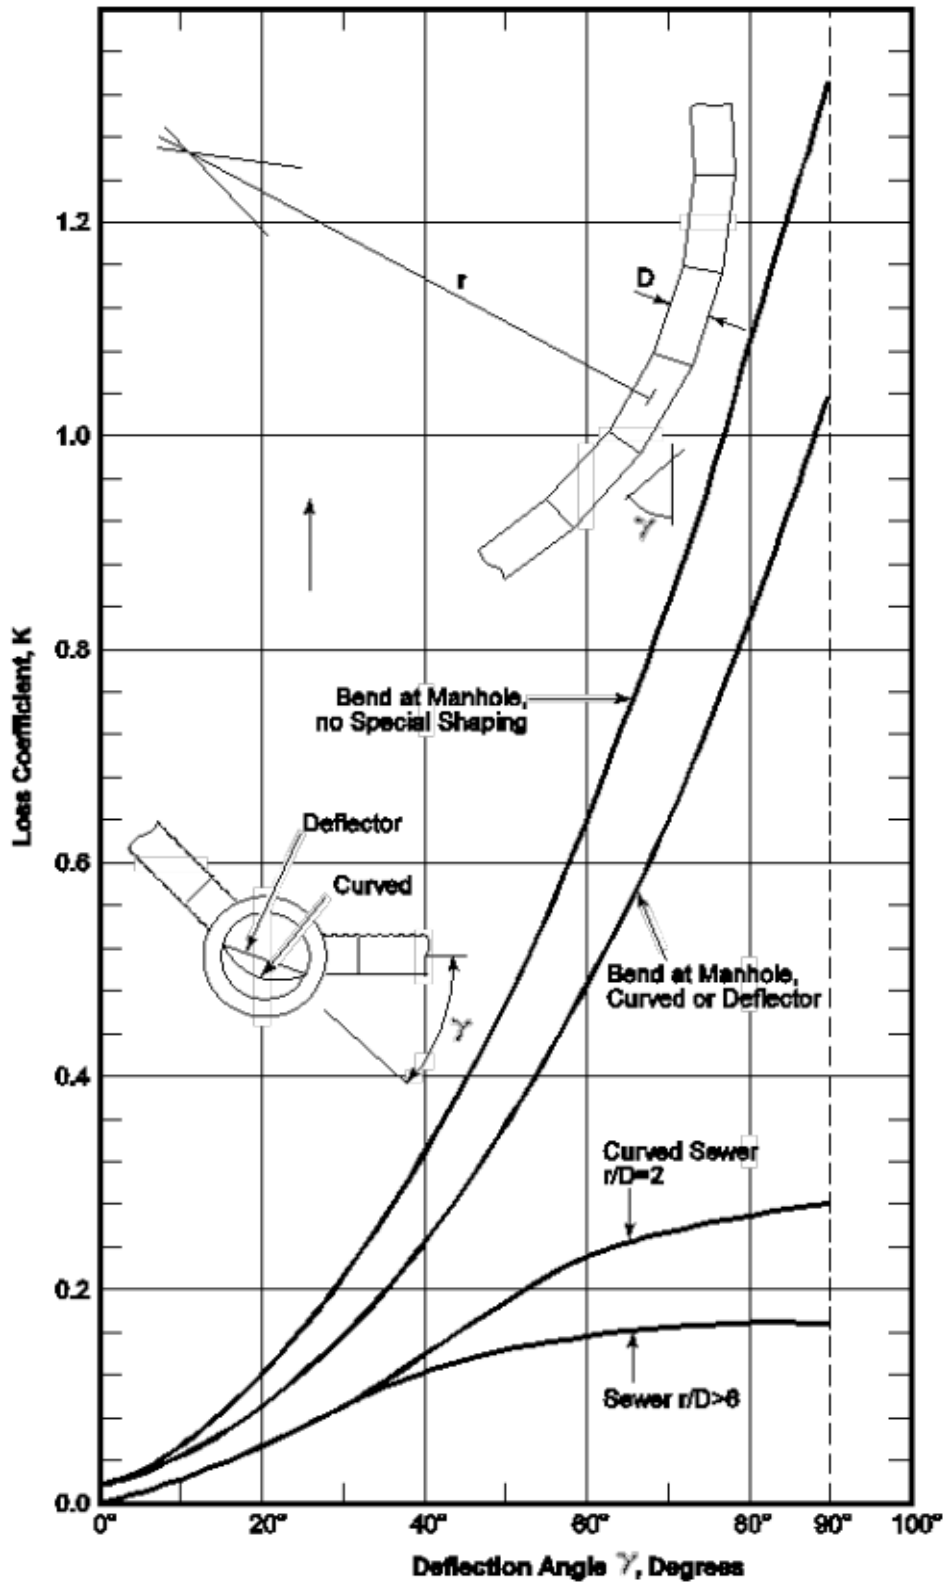 1.2
1.0
0.8
0.6
0.4
0.2
0.0
Loss Coefficient, K
r
D
γ
Bend at Manhole,
no Special Shaping
Deflector
Curved
γ
Bend at Manhole,
Curved or Deflector
Curved Sewer
r/D=2
Sewer r/D>6
0° 20° 40° 60° 80° 90° 100°
Deflection Angle γ, Degrees